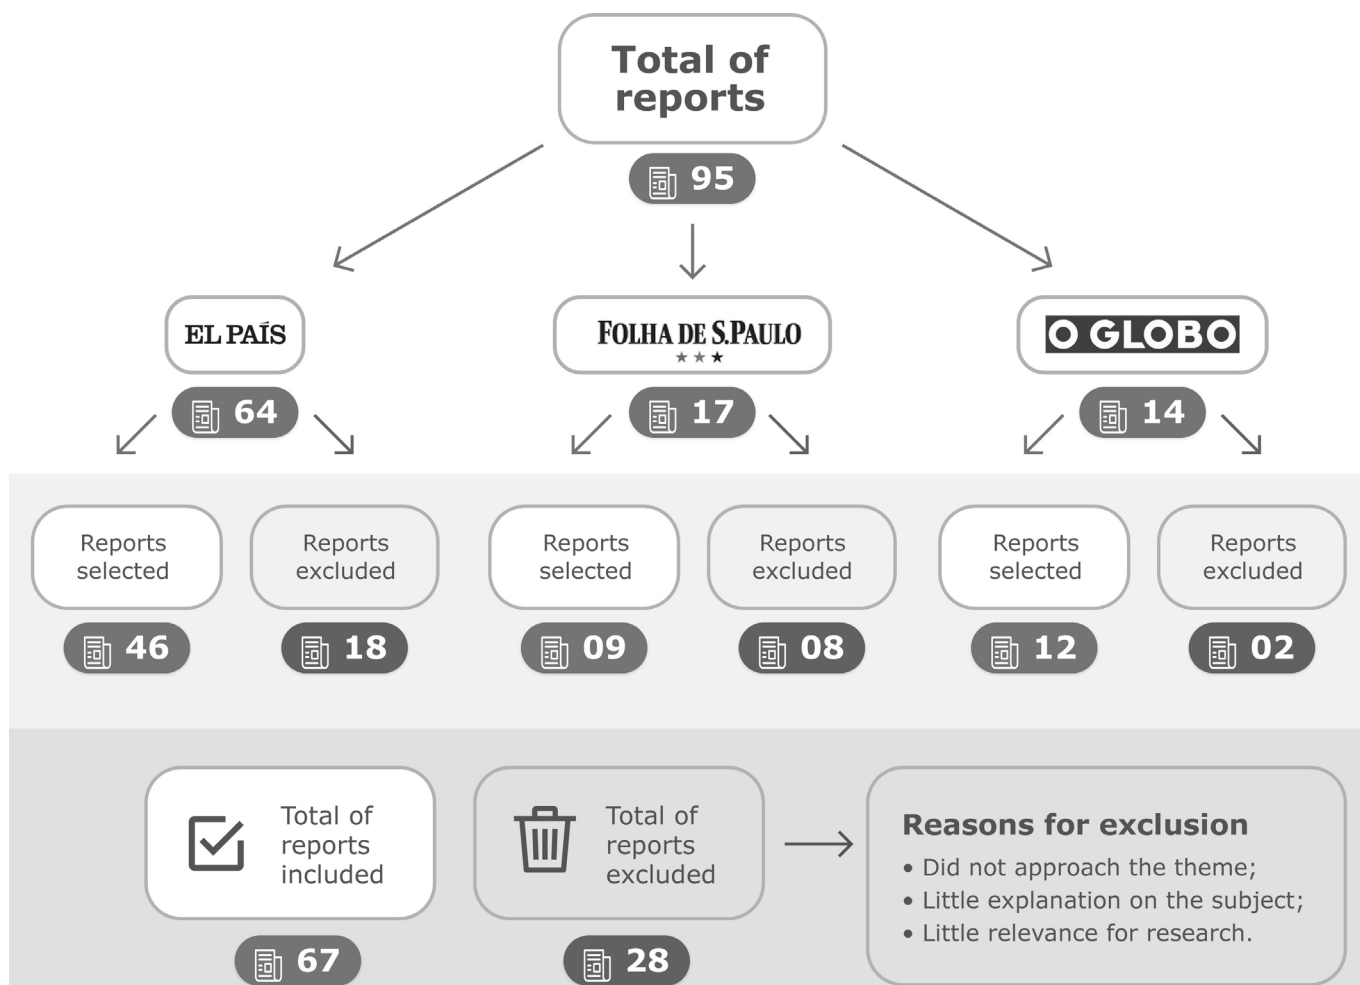 Total of
reports
95
EL PAÍS
FOLHA DE S.PAULO
O GLOBO
64
17
14
Reports
selected
Reports
excluded
Reports
selected
Reports
excluded
Reports
selected
Reports
excluded
46
18
09
08
12
02
Total of
reports
included
67
Total of
reports
excluded
28
Reasons for exclusion
• Did not approach the theme;
• Little explanation on the subject;
• Little relevance for research.